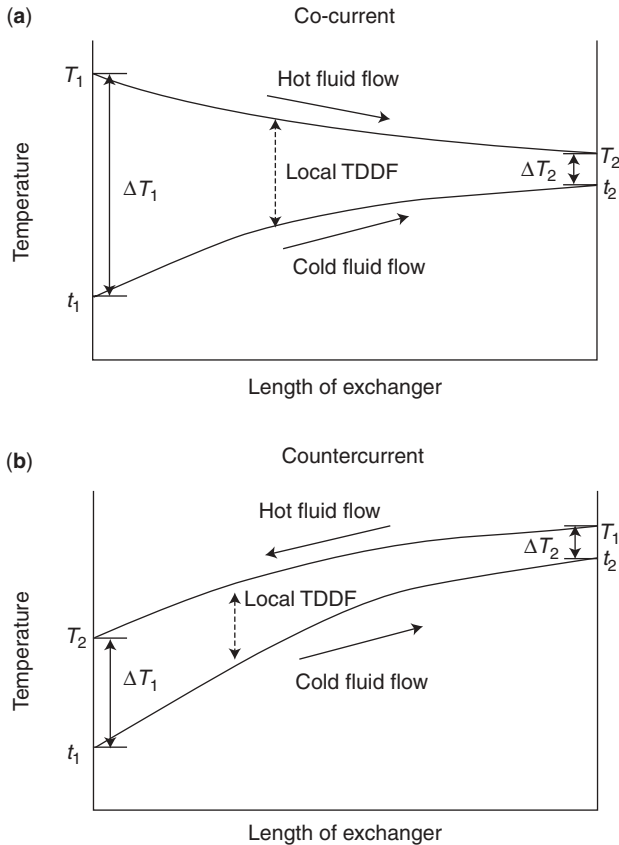 (a)
Co-current
T1
Hot fluid flow
T2
Local TDDF
ΔT1
ΔT2
t2
Cold fluid flow
t1
Temperature
Length of exchanger
(b)
Countercurrent
Hot fluid flow
T1
ΔT2
t2
Local TDDF
T2
ΔT1
Cold fluid flow
t1
Temperature
Length of exchanger